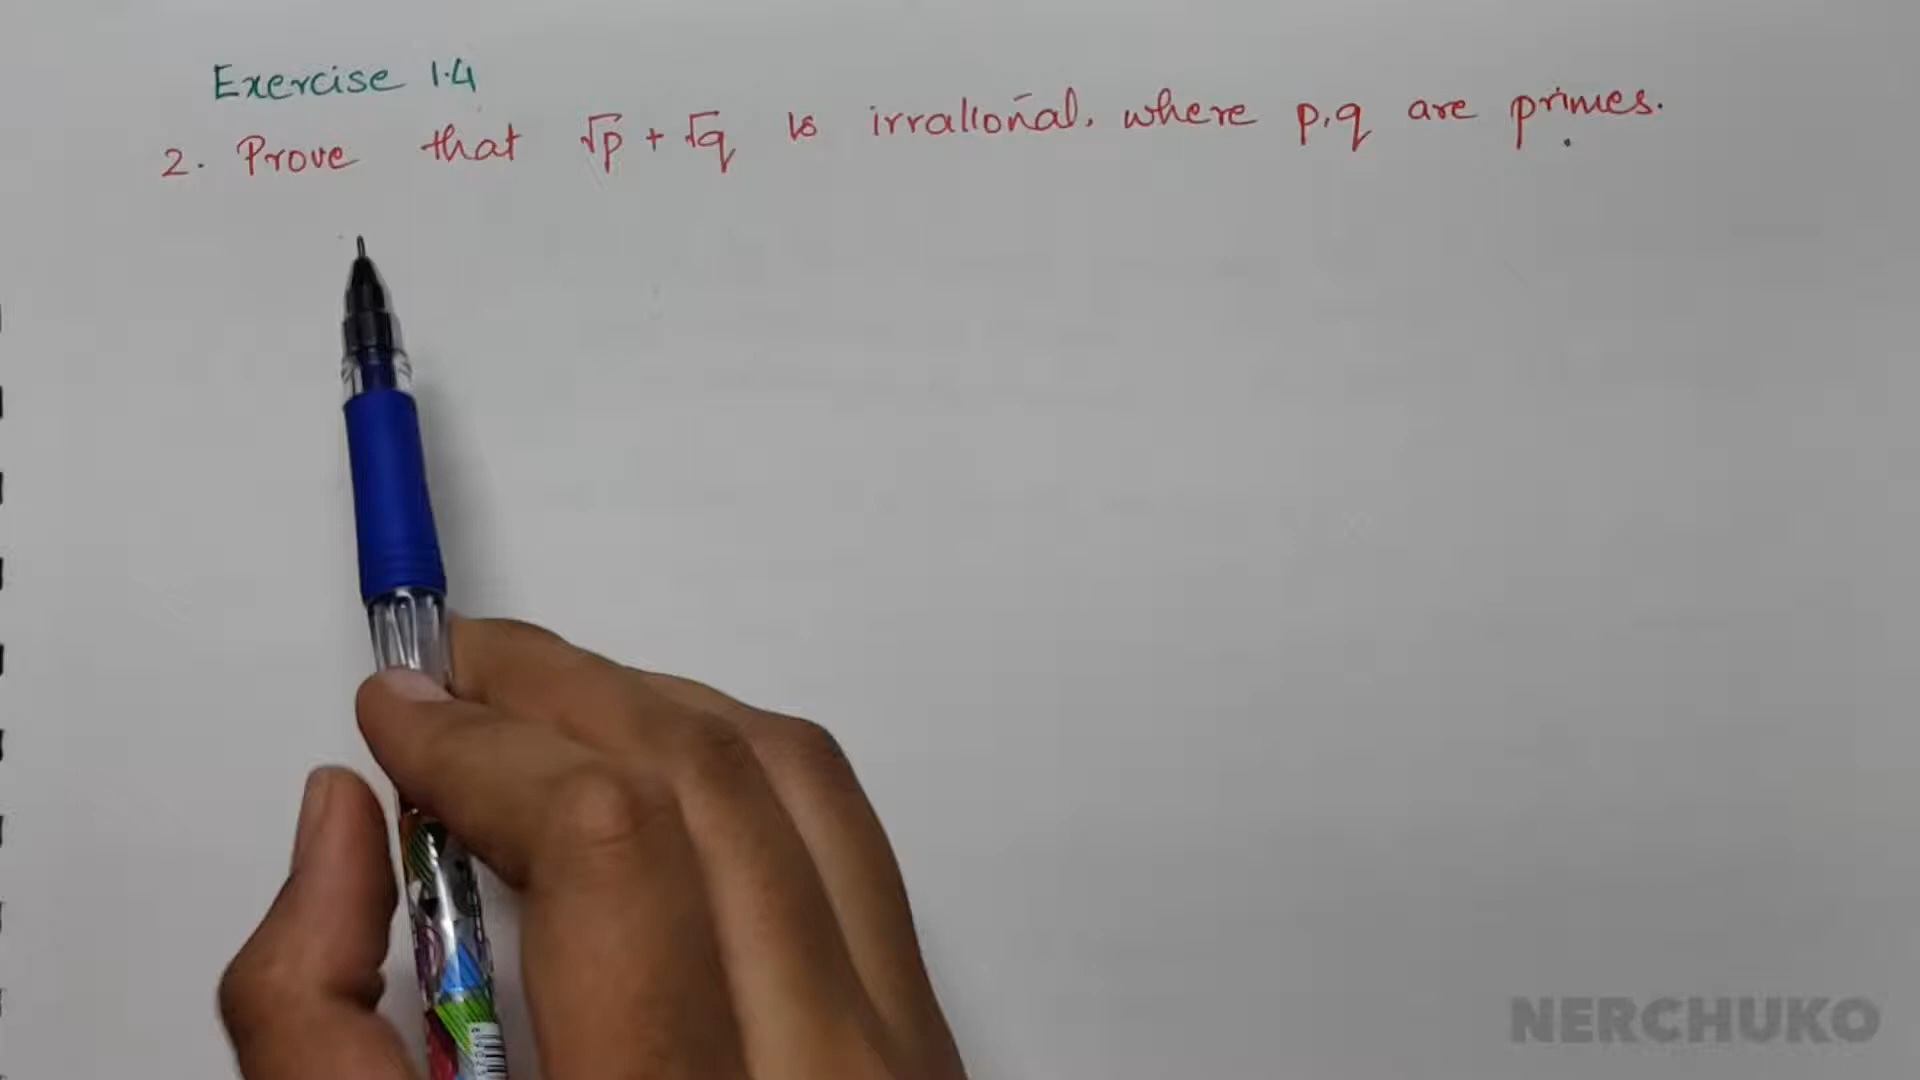 Exercise 1.4
2. Prove that √p + √q is irrational, where p,q are primes.
NERCHUKO